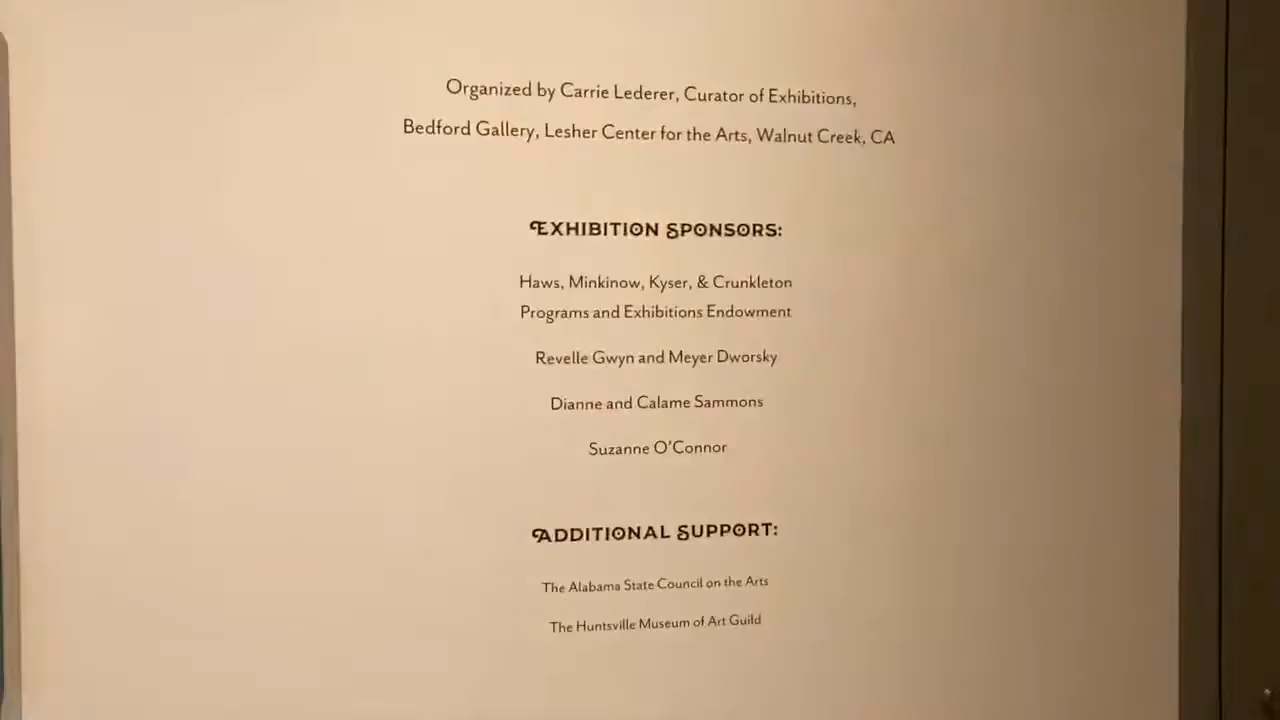 Organized by Carrie Lederer, Curator of Exhibitions,
Bedford Gallery, Lesher Center for the Arts, Walnut Creek, CA
EXHIBITION SPONSORS:
Haws, Minkinow, Kyser, & Crunkleton
Programs and Exhibitions Endowment
Revelle Gwyn and Meyer Dworsky
Dianne and Calame Sammons
Suzanne O'Connor
ADDITIONAL SUPPORT:
The Alabama State Council on the Arts
The Huntsville Museum of Art Guild